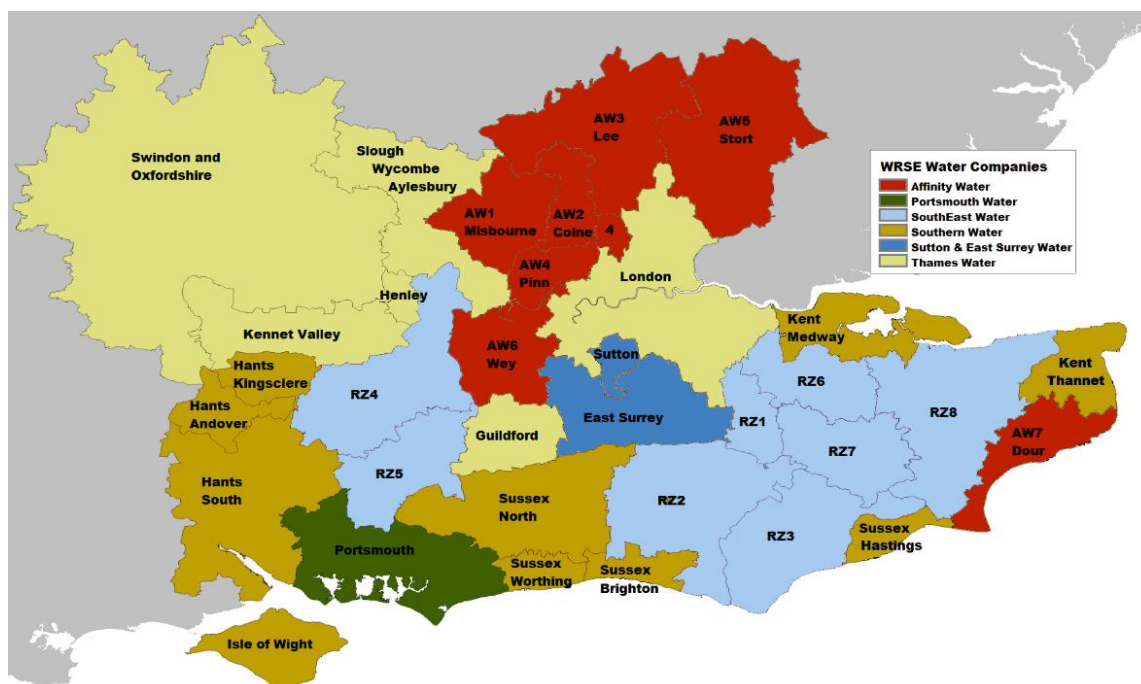 AW3
Lee
AW5
Stort
Swindon and
Oxfordshire
Slough
Wycombe
Aylesbury
WRSE Water Companies
Affinity Water
Portsmouth Water
SouthEast Water
Southern Water
Sutton & East Surrey Water
Thames Water
AW1
Misbourne
AW2
Colne
4
AW4
Pinn
London
Henley
Kennet Valley
Kent
Medway
AW6
Wey
Sutton
Hants
Kingsclere
Kent
Thannet
RZ4
RZ6
Hants
Andover
RZ8
East Surrey
RZ1
Guildford
AW7
Dour
RZ7
RZ5
Hants
South
Sussex
North
RZ2
Sussex
Hastings
RZ3
Portsmouth
Sussex
Worthing
Sussex
Brighton
Isle of Wight